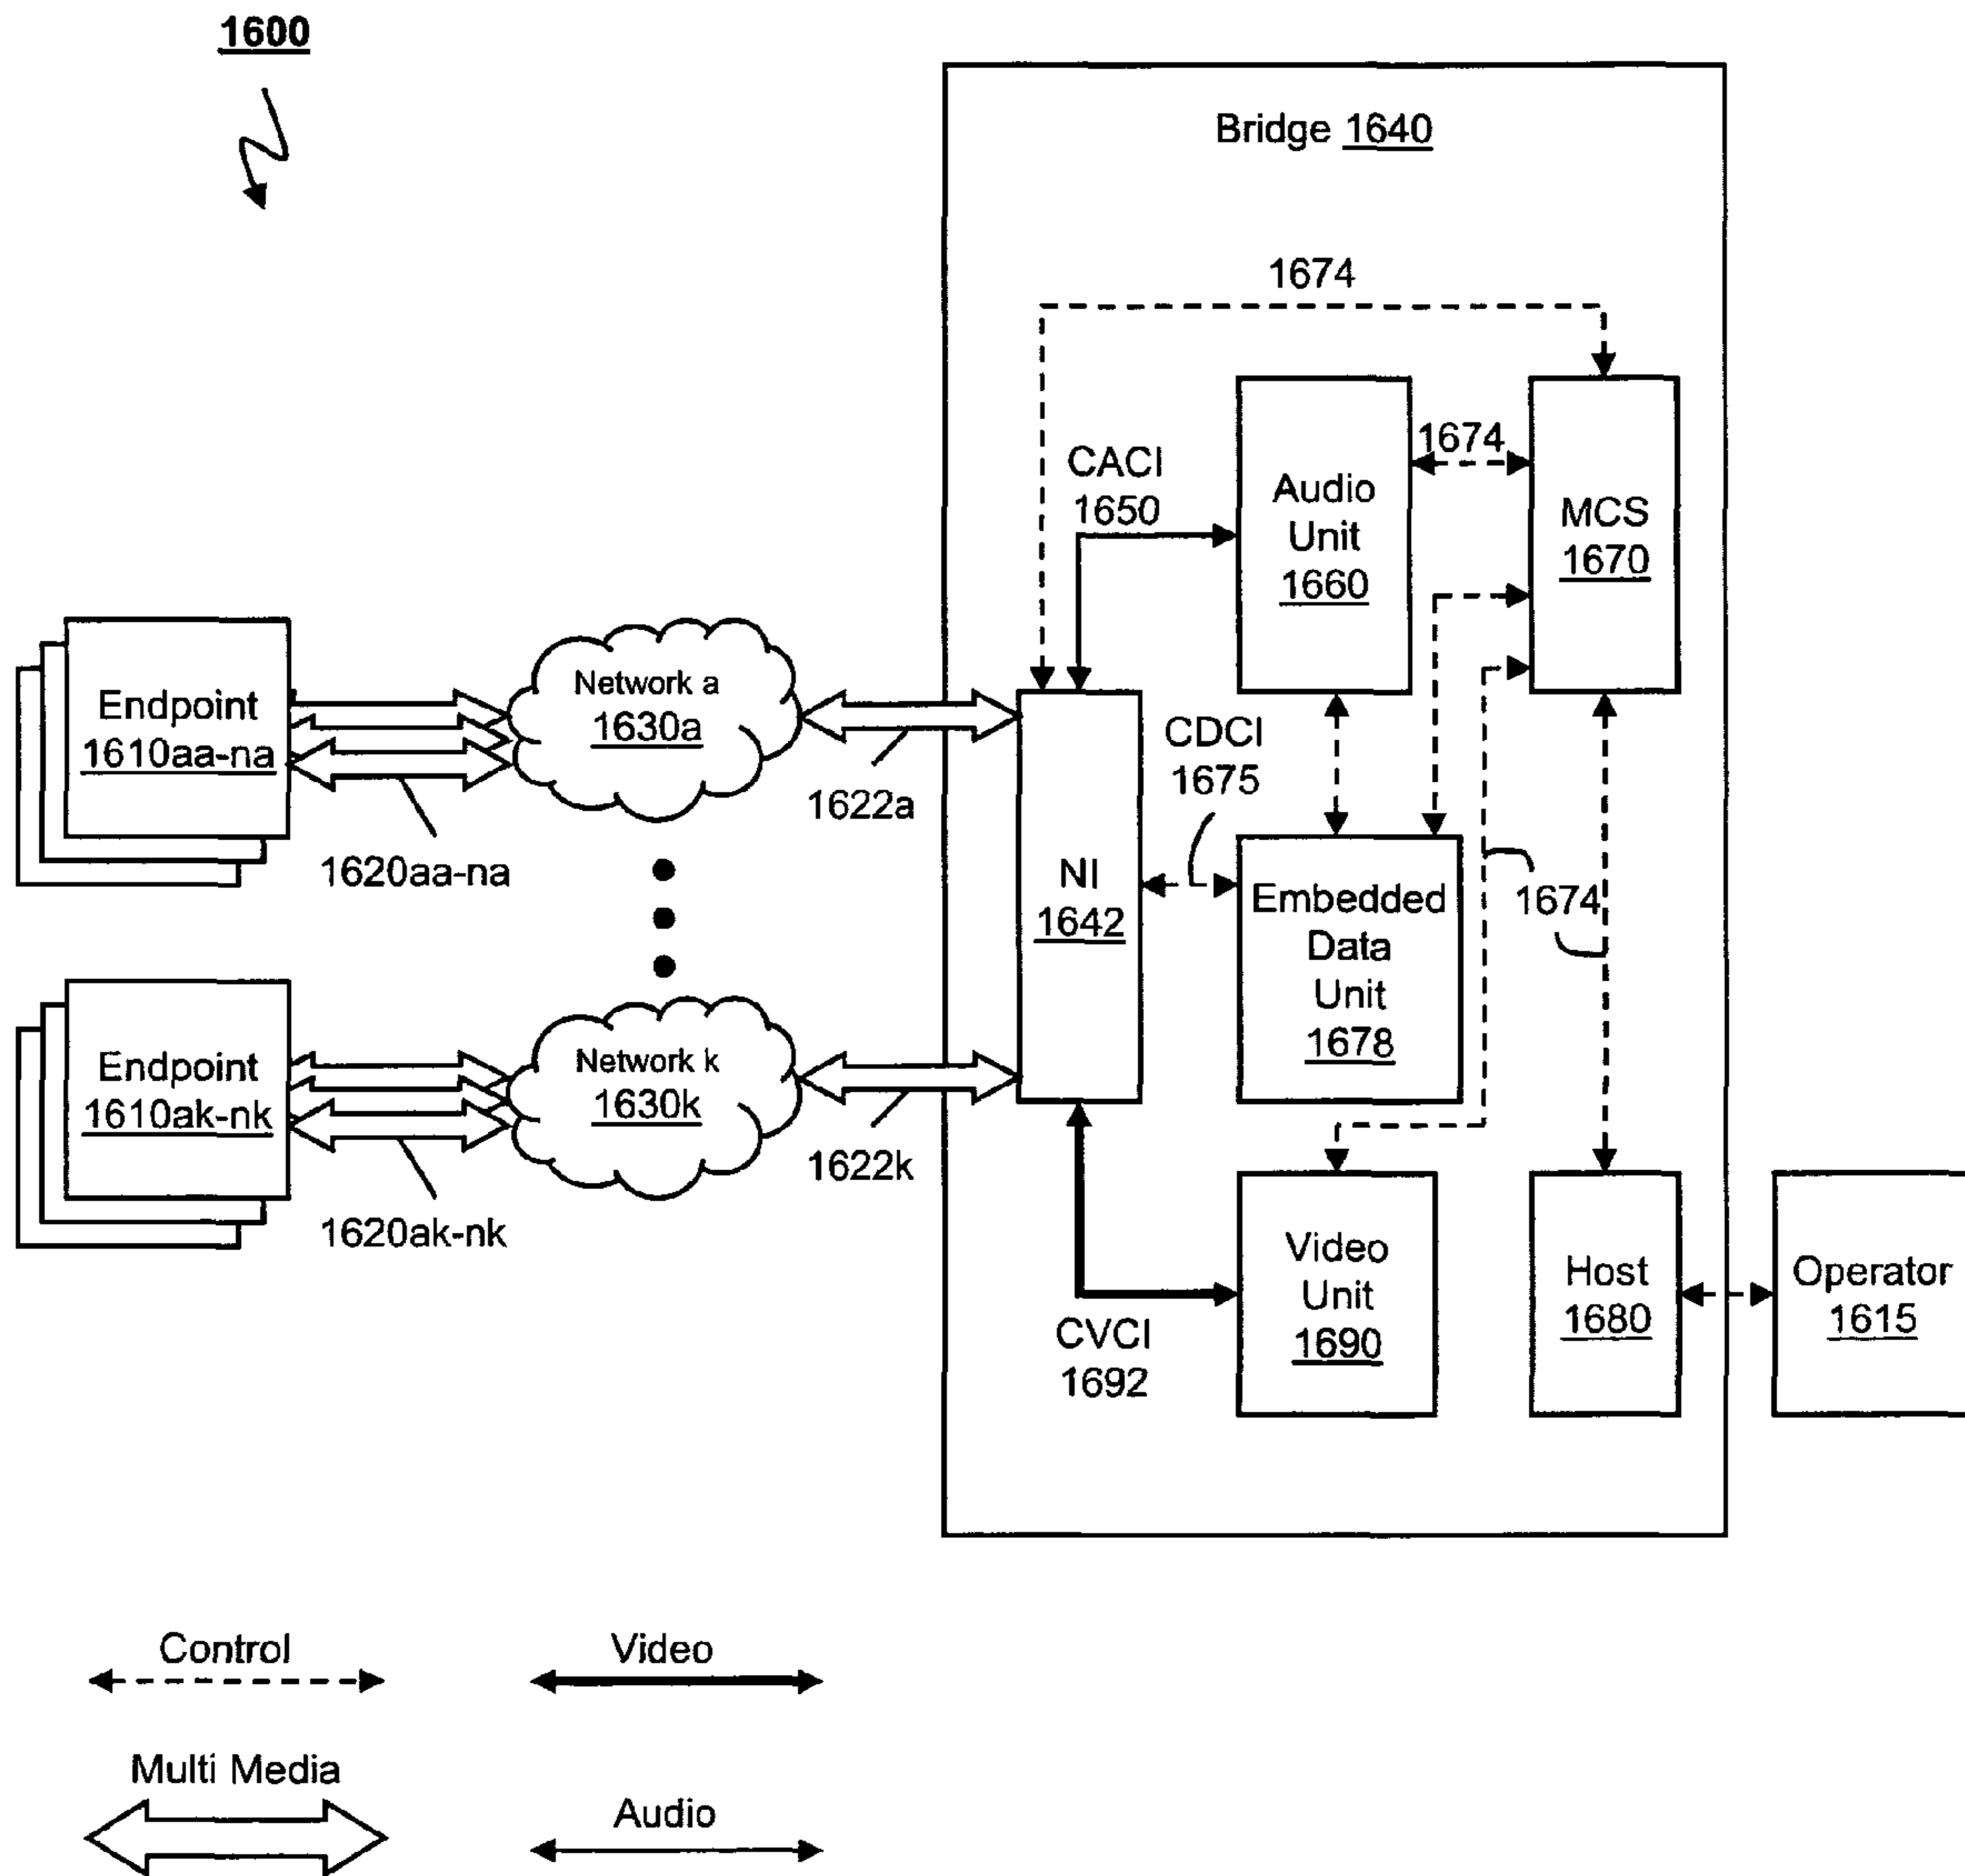 1600
Bridge 1640
1674
CACI
1650
Audio
Unit
1660
1674
MCS
1670
Endpoint
1610aa-na
1620aa-na
Network a
1630a
1622a
CDCI
1675
NI
1642
Embedded
Data
Unit
1678
1674
Endpoint
1610ak-nk
1620ak-nk
Network k
1630k
1622k
CVCI
1692
Video
Unit
1690
Host
1680
Operator
1615
Control
Video
Multi Media
Audio